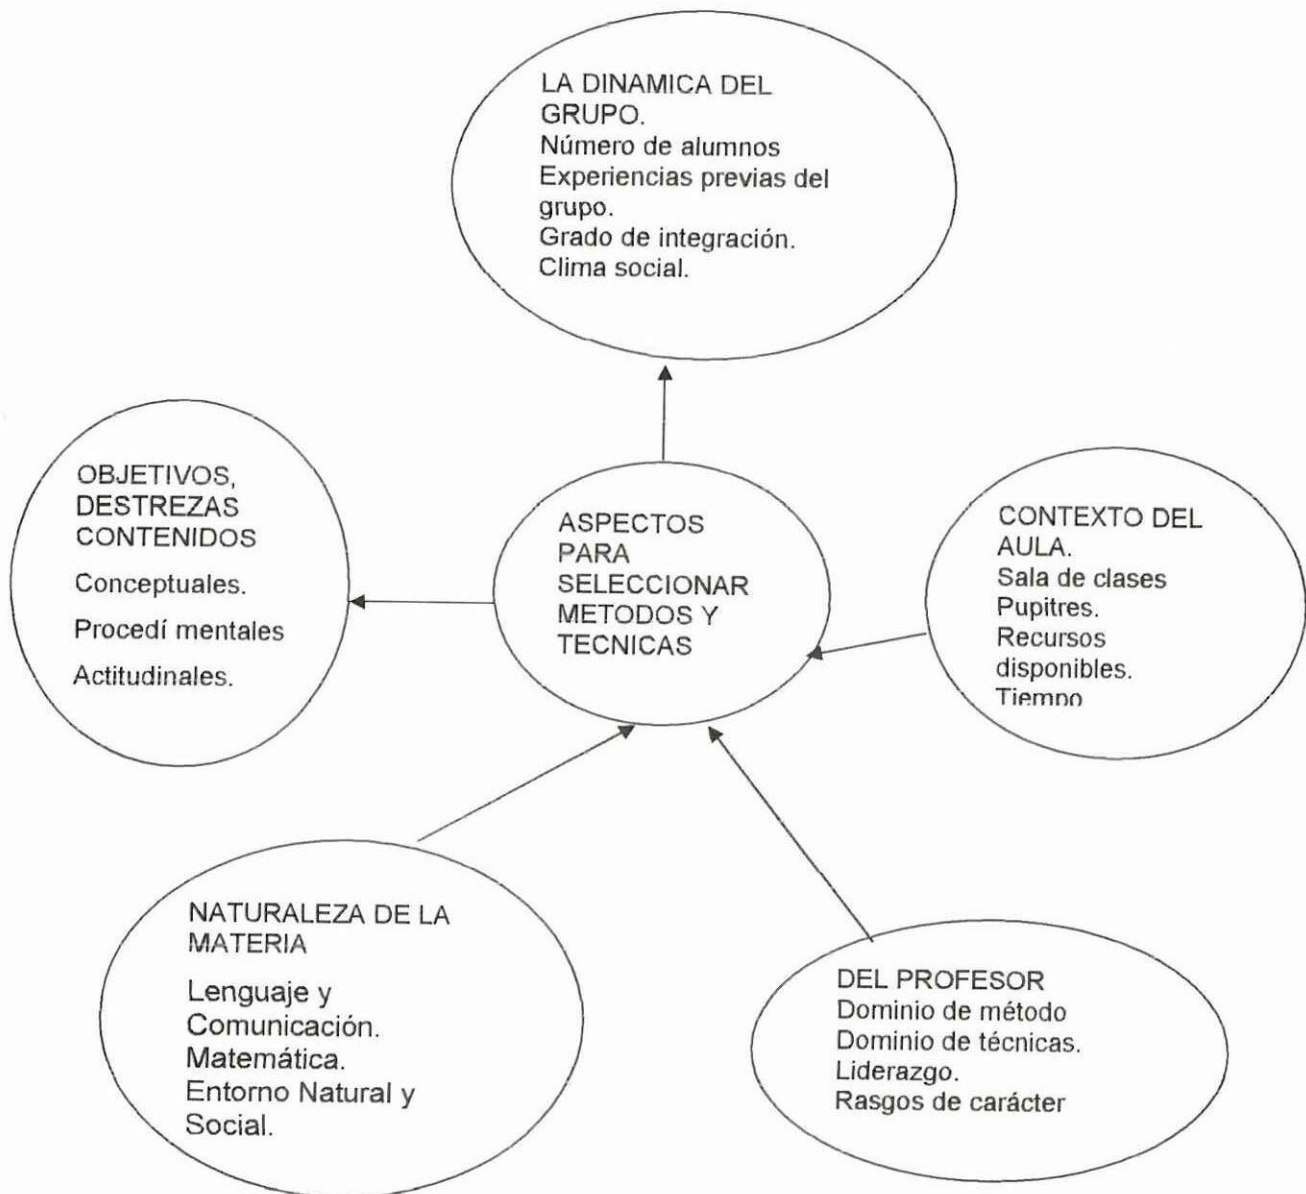 LA DINAMICA DEL
GRUPO.
Número de alumnos
Experiencias previas del
grupo.
Grado de integración.
Clima social.
OBJETIVOS,
DESTREZAS
CONTENIDOS
Conceptuales.
Procedí mentales
Actitudinales.
ASPECTOS
PARA
SELECCIONAR
METODOS Y
TECNICAS
CONTEXTO DEL
AULA.
Sala de clases
Pupitres.
Recursos
disponibles.
Tiempo
NATURALEZA DE LA
MATERIA
Lenguaje y
Comunicación.
Matemática.
Entorno Natural y
Social.
DEL PROFESOR
Dominio de método
Dominio de técnicas.
Liderazgo.
Rasgos de carácter